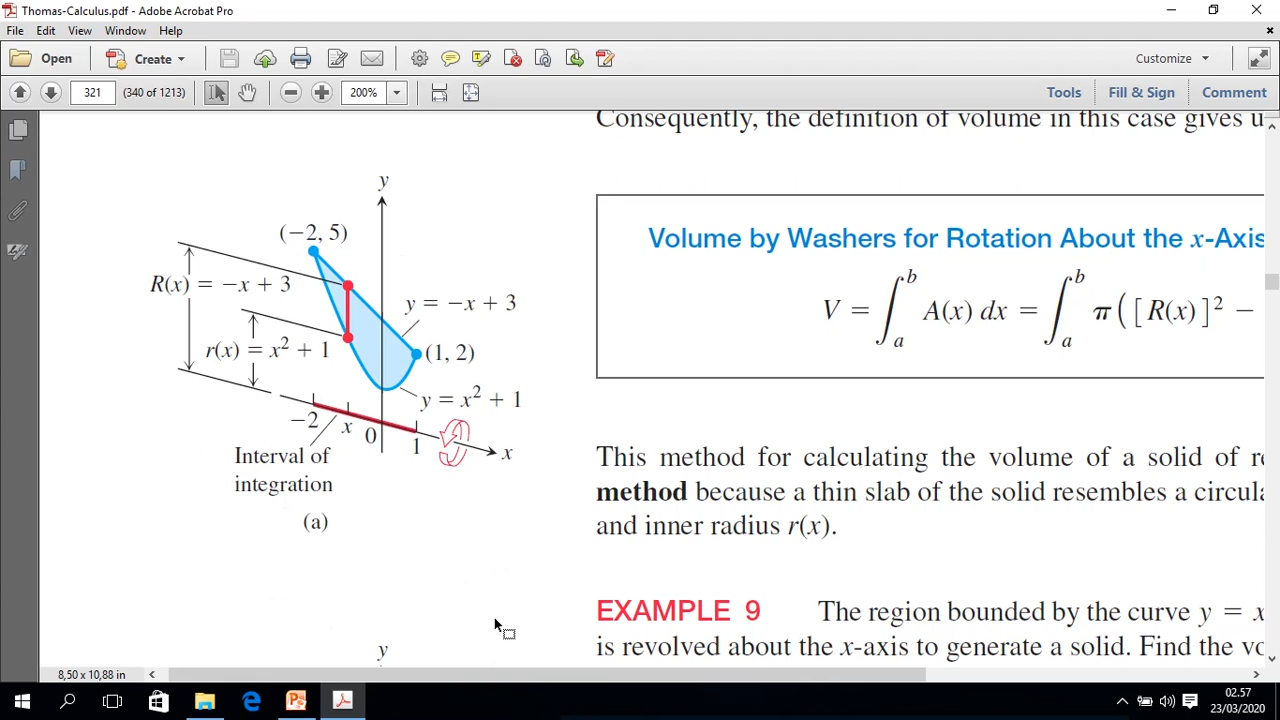 Thomas-Calculus.pdf - Adobe Acrobat Pro
File Edit View Window Help
Open Create Customize
321 (340 of 1213) 200% Tools Fill & Sign Comment
Consequently, the definition of volume in this case gives u
y
(−2, 5)
R(x) = −x + 3
y = −x + 3
r(x) = x² + 1
(1, 2)
y = x² + 1
−2 x 0 1 x
Interval of
integration
(a)
y
Volume by Washers for Rotation About the x-Axis
V = ∫ₐᵇ A(x) dx = ∫ₐᵇ π([R(x)]² −
This method for calculating the volume of a solid of re
method because a thin slab of the solid resembles a circula
and inner radius r(x).
EXAMPLE 9 The region bounded by the curve y = x
is revolved about the x-axis to generate a solid. Find the vo
8,50 x 10,88 in
02.57
23/03/2020